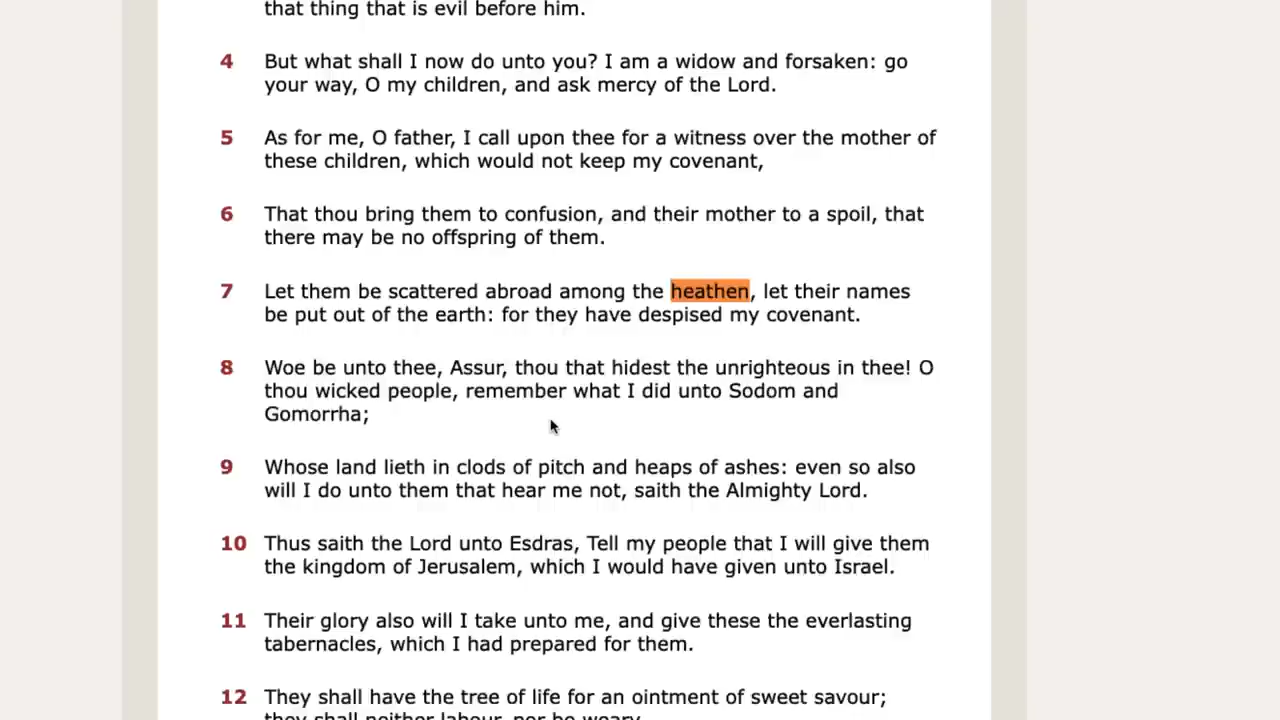 that thing that is evil before him.
4 But what shall I now do unto you? I am a widow and forsaken: go
your way, O my children, and ask mercy of the Lord.
5 As for me, O father, I call upon thee for a witness over the mother of
these children, which would not keep my covenant,
6 That thou bring them to confusion, and their mother to a spoil, that
there may be no offspring of them.
7 Let them be scattered abroad among the heathen, let their names
be put out of the earth: for they have despised my covenant.
8 Woe be unto thee, Assur, thou that hidest the unrighteous in thee! O
thou wicked people, remember what I did unto Sodom and
Gomorrha;
9 Whose land lieth in clods of pitch and heaps of ashes: even so also
will I do unto them that hear me not, saith the Almighty Lord.
10 Thus saith the Lord unto Esdras, Tell my people that I will give them
the kingdom of Jerusalem, which I would have given unto Israel.
11 Their glory also will I take unto me, and give these the everlasting
tabernacles, which I had prepared for them.
12 They shall have the tree of life for an ointment of sweet savour;
they shall neither labour, nor be weary.